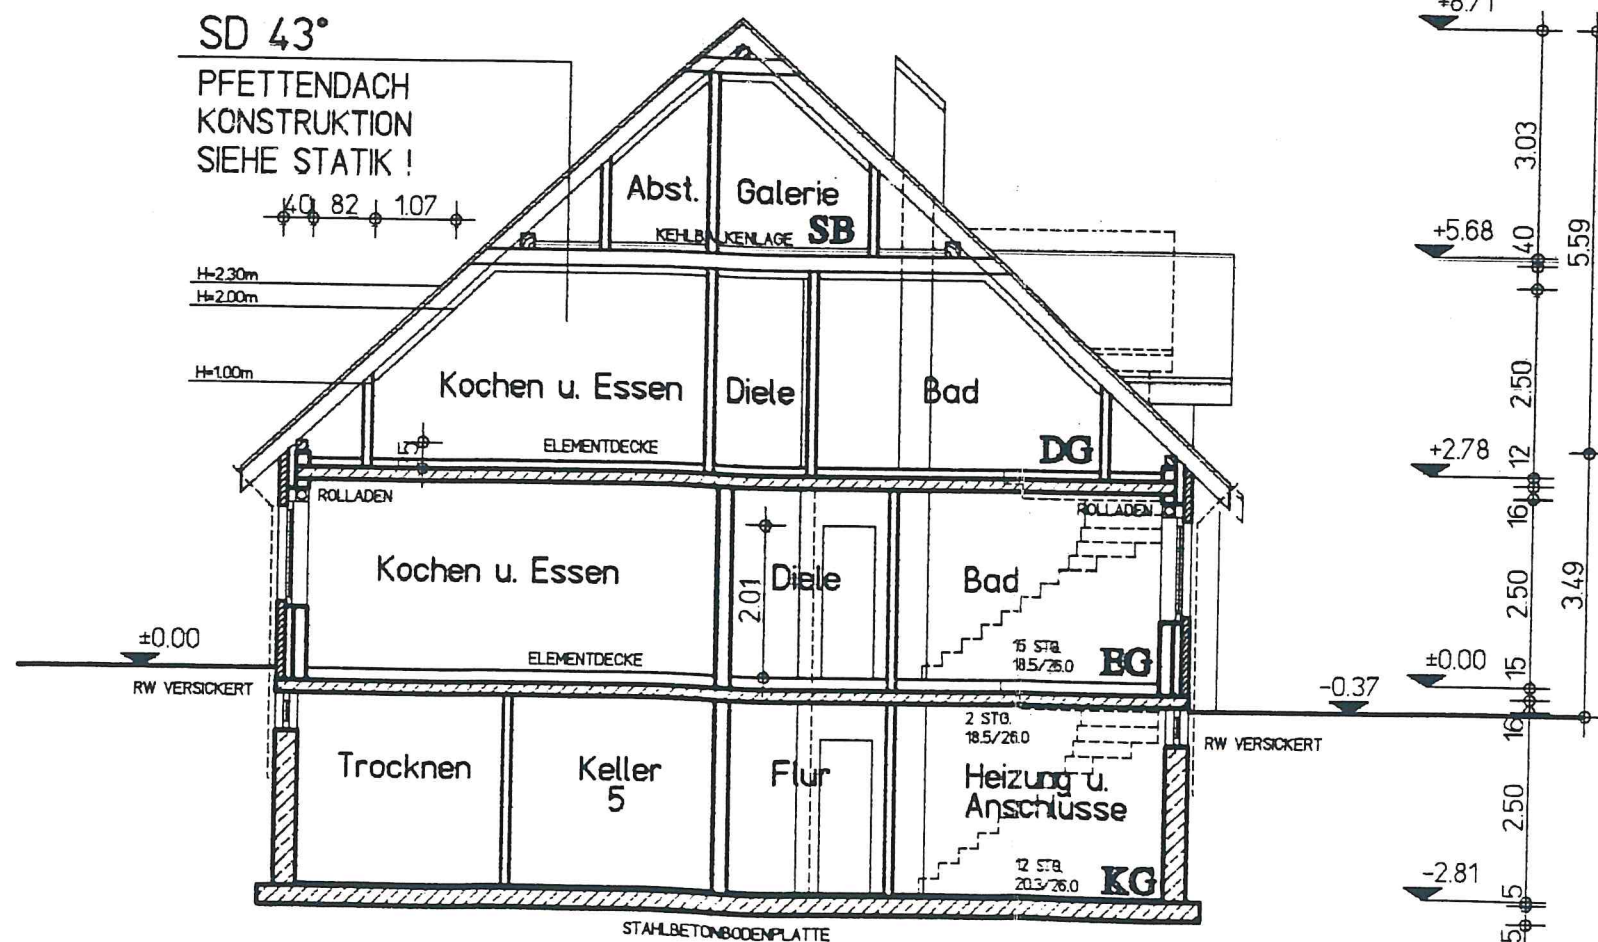 SD 43°
PFETTENDACH
KONSTRUKTION
SIEHE STATIK !
40 82 1.07
H=2.30m
H=2.00m
H=1.00m
Abst. Galerie
KEHLBALKENLAGE SB
Kochen u. Essen Diele Bad
ELEMENTDECKE DG
ROLLADEN
ROLLADEN
Kochen u. Essen Diele Bad
2.01
±0.00
RW VERSICKERT
ELEMENTDECKE
15 STG.
18.5/26.0 EG
2 STG.
18.5/26.0
-0.37
RW VERSICKERT
Trocknen Keller
5
Flur
Heizung u.
Anschlüsse
12 STG.
20.3/26.0 KG
STAHLBETONBODENPLATTE
3.03
+5.68
40
5.59
2.50
+2.78
12
16
2.50
3.49
±0.00
15
16
2.50
-2.81
15